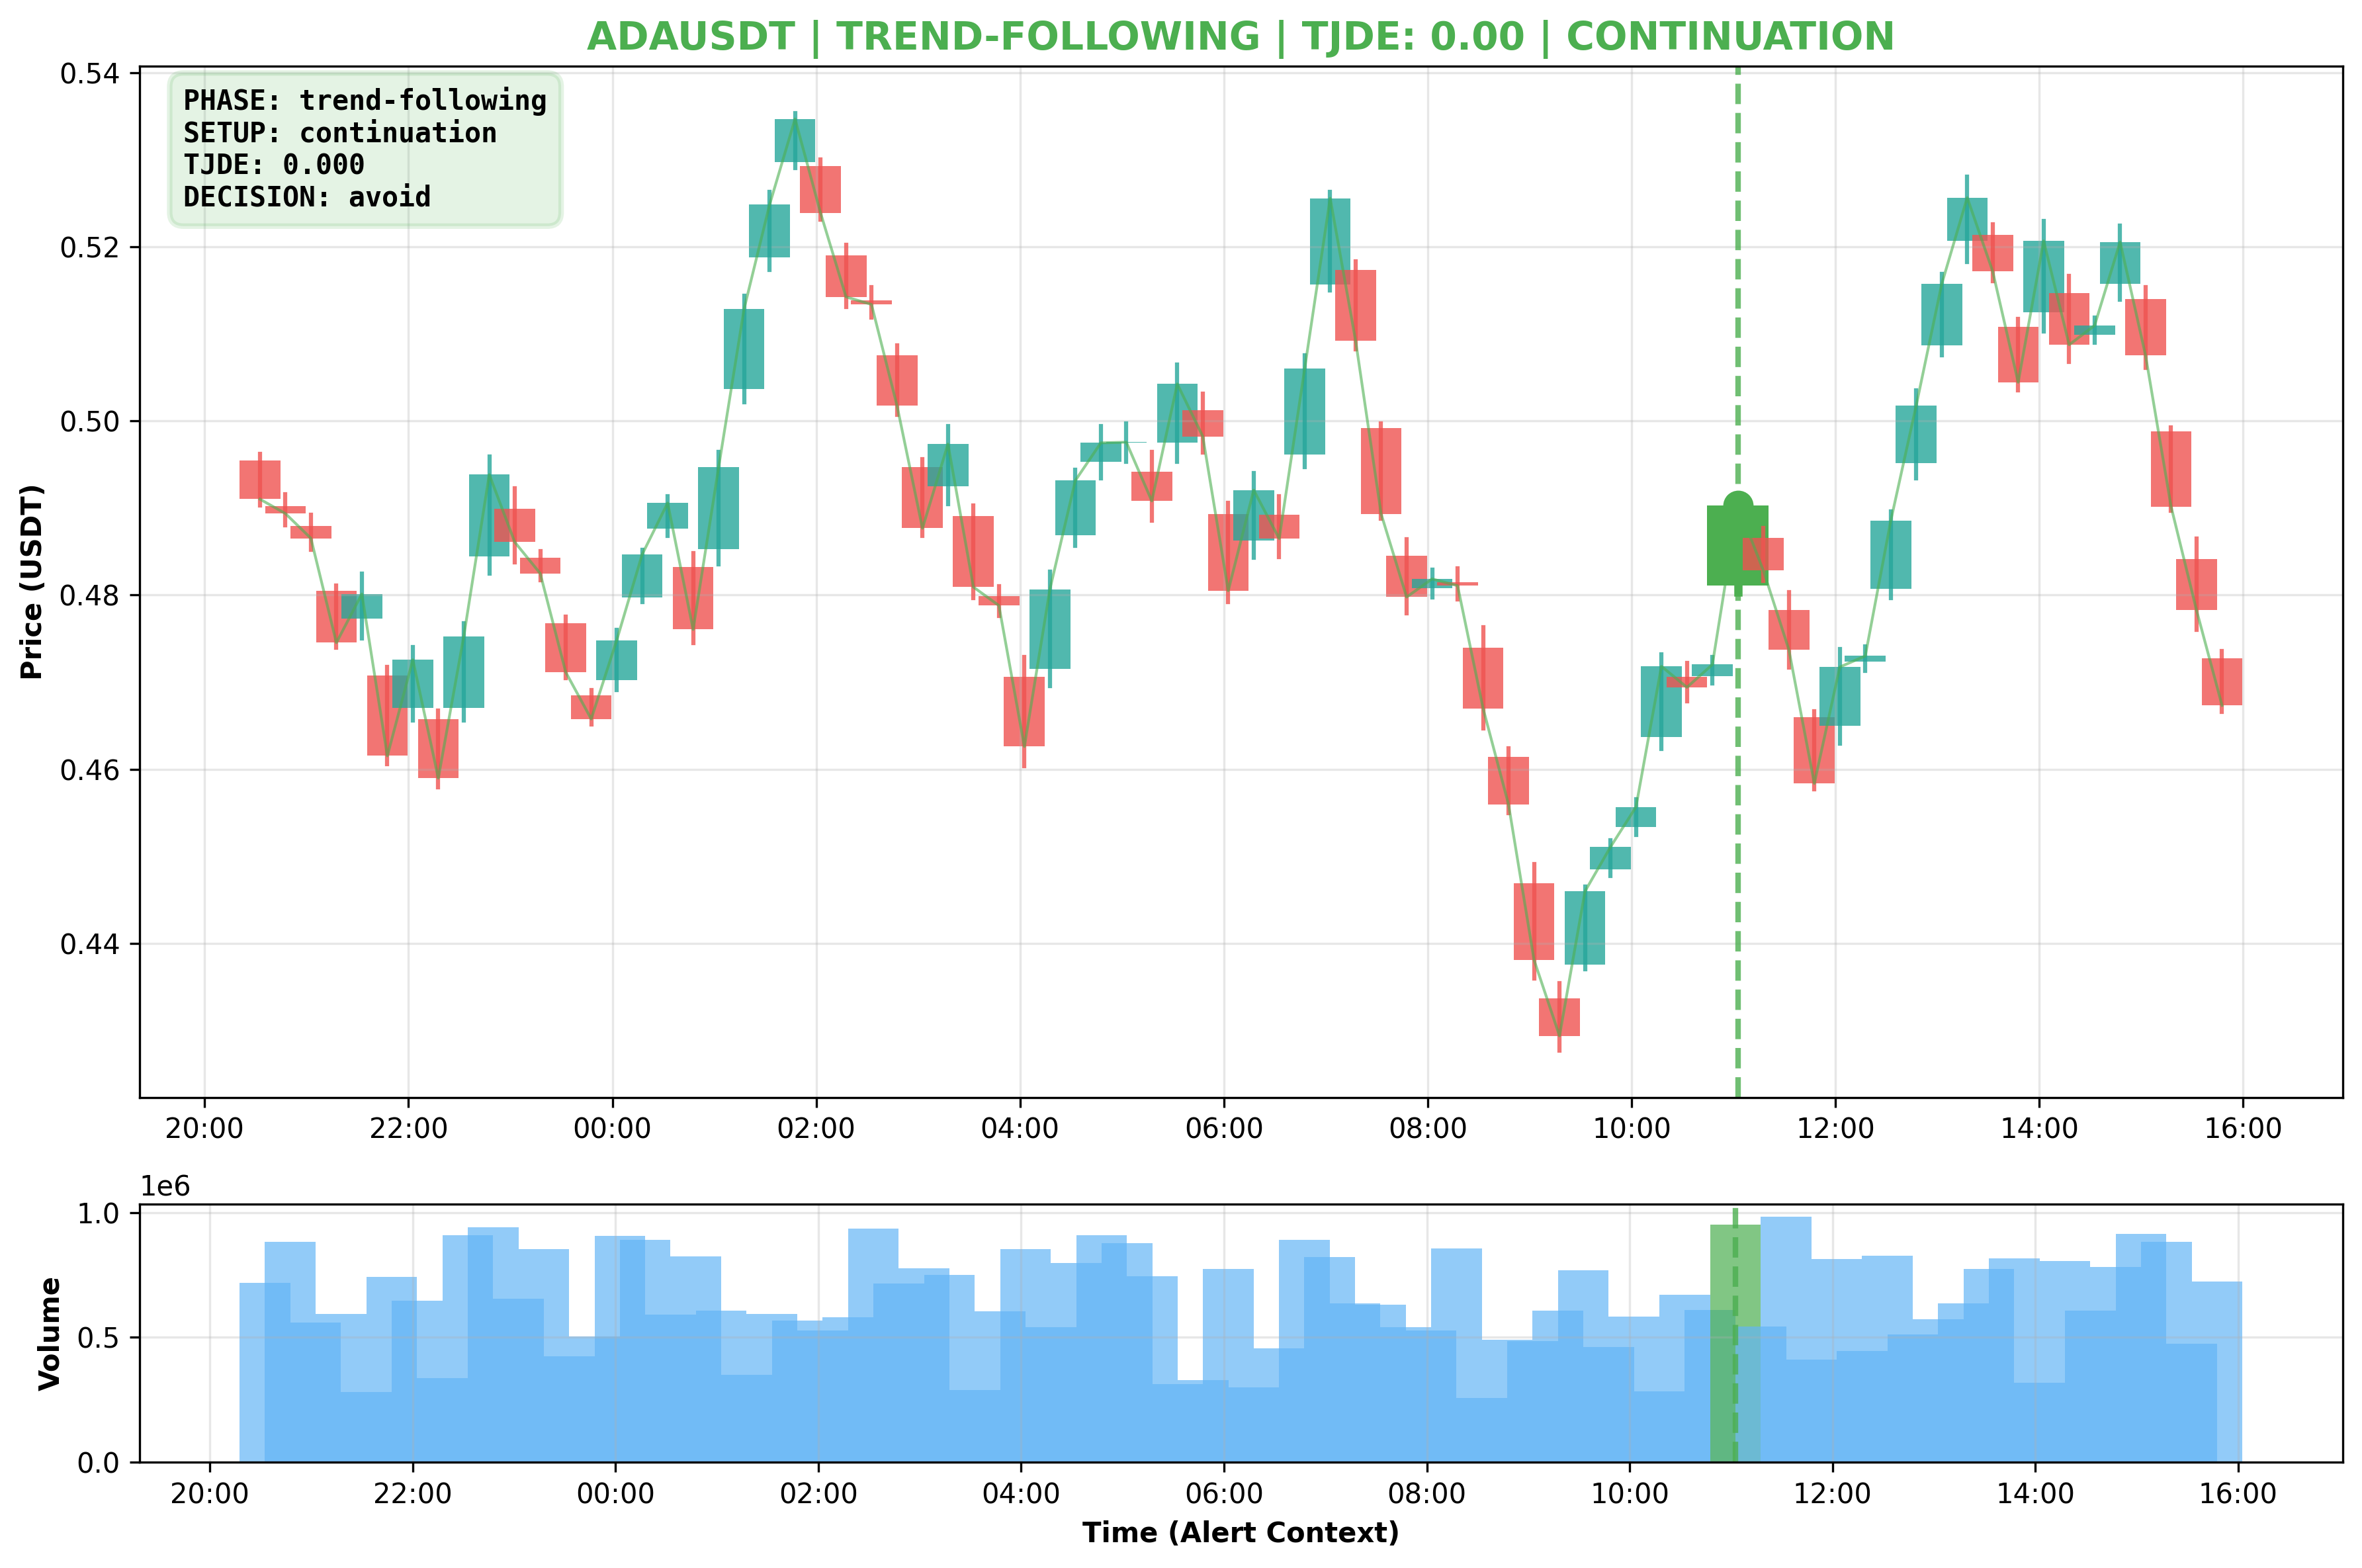 ADAUSDT | TREND-FOLLOWING | TJDE: 0.00 | CONTINUATION
PHASE: trend-following
SETUP: continuation
TJDE: 0.000
DECISION: avoid
Price (USDT)
0.54
0.52
0.50
0.48
0.46
0.44
20:00 22:00 00:00 02:00 04:00 06:00 08:00 10:00 12:00 14:00 16:00
1e6
Volume
1.0
0.5
0.0
20:00 22:00 00:00 02:00 04:00 06:00 08:00 10:00 12:00 14:00 16:00
Time (Alert Context)